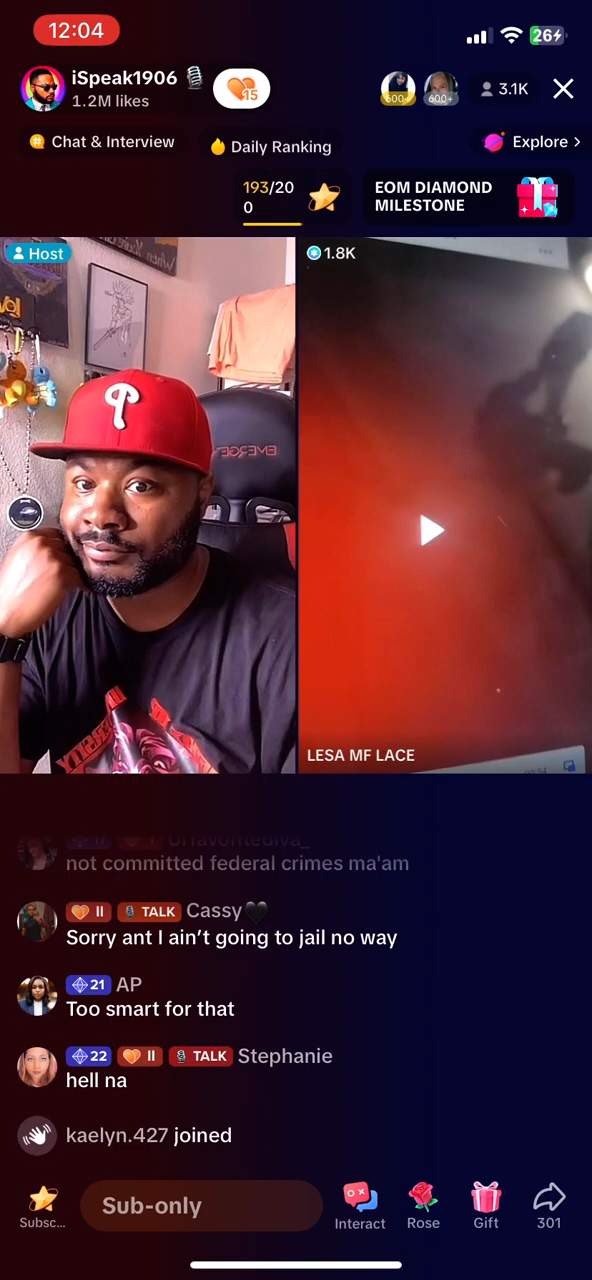 12:04
26
iSpeak1906
1.2M likes
15
600+
600+
3.1K
Chat & Interview
Daily Ranking
Explore >
193/20
0
EOM DIAMOND
MILESTONE
Host
1.8K
EMERGE
LESA MF LACE
not committed federal crimes ma'am
II TALK Cassy🖤
Sorry ant I ain’t going to jail no way
21 AP
Too smart for that
22 II TALK Stephanie
hell na
kaelyn.427 joined
Subsc...
Sub-only
Interact
Rose
Gift
301